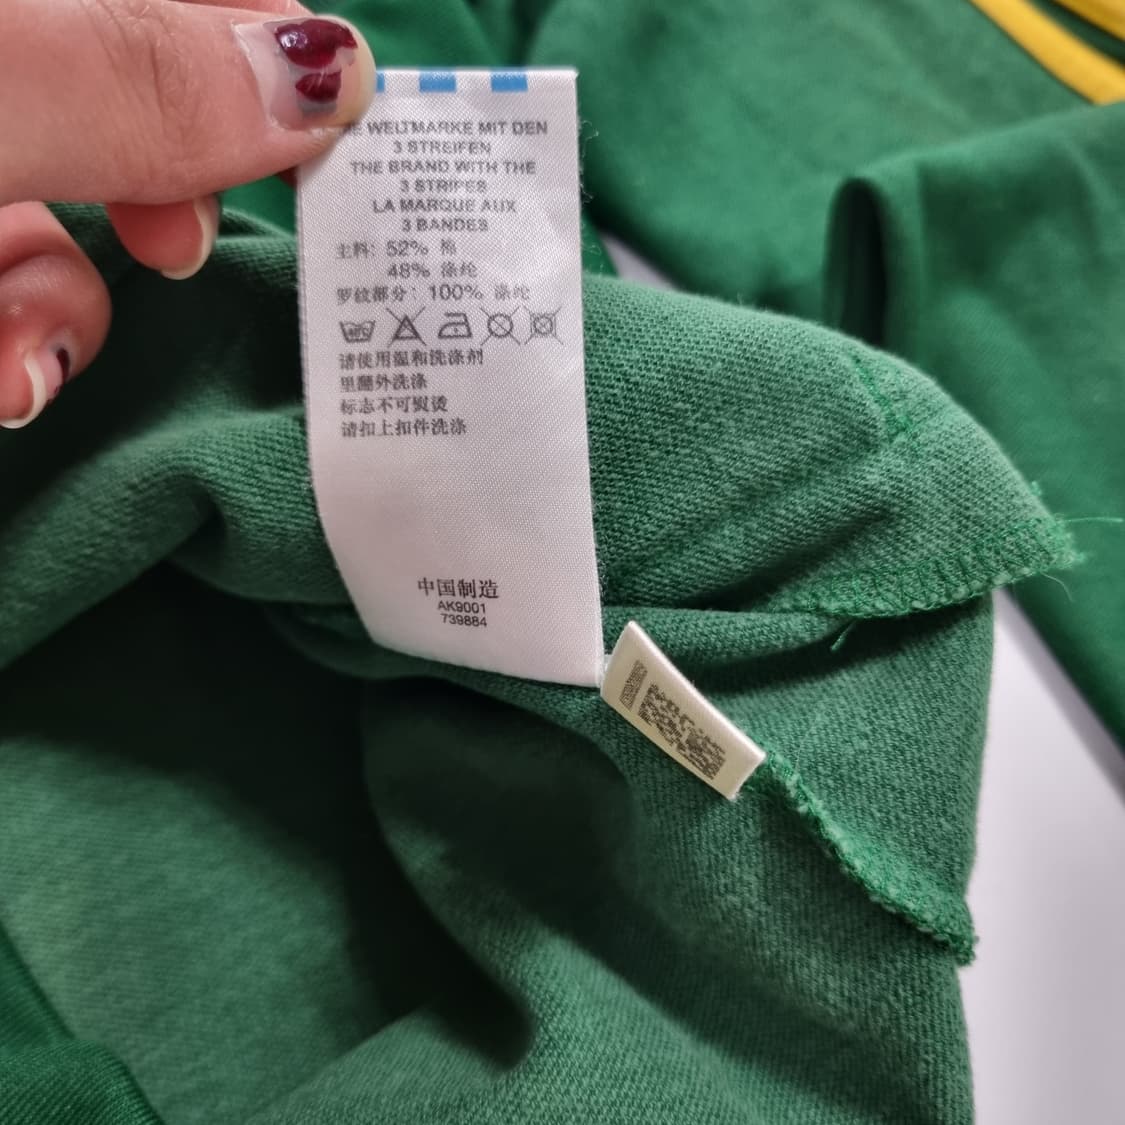 WELTMARKE MIT DEN
3 STREIFEN
THE BRAND WITH THE
3 STRIPES
LA MARQUE AUX
3 BANDES
主料: 52% 棉
48% 涤纶
罗纹部分: 100% 涤纶
请使用温和洗涤剂
里翻外洗涤
标志不可熨烫
请扣上扣件洗涤
中国制造
AK9001
739884